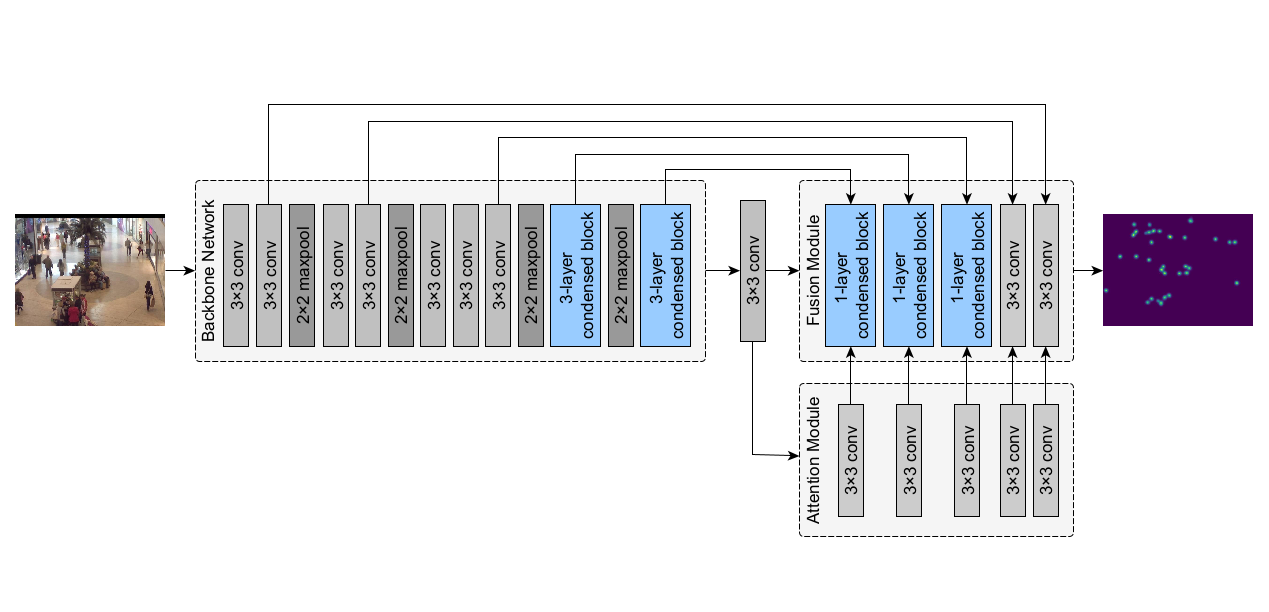 Backbone Network
3×3 conv
3×3 conv
2×2 maxpool
3×3 conv
3×3 conv
2×2 maxpool
3×3 conv
3×3 conv
3×3 conv
2×2 maxpool
3-layer
condensed block
2×2 maxpool
3-layer
condensed block
3×3 conv
Fusion Module
1-layer
condensed block
1-layer
condensed block
1-layer
condensed block
3×3 conv
3×3 conv
Attention Module
3×3 conv
3×3 conv
3×3 conv
3×3 conv
3×3 conv